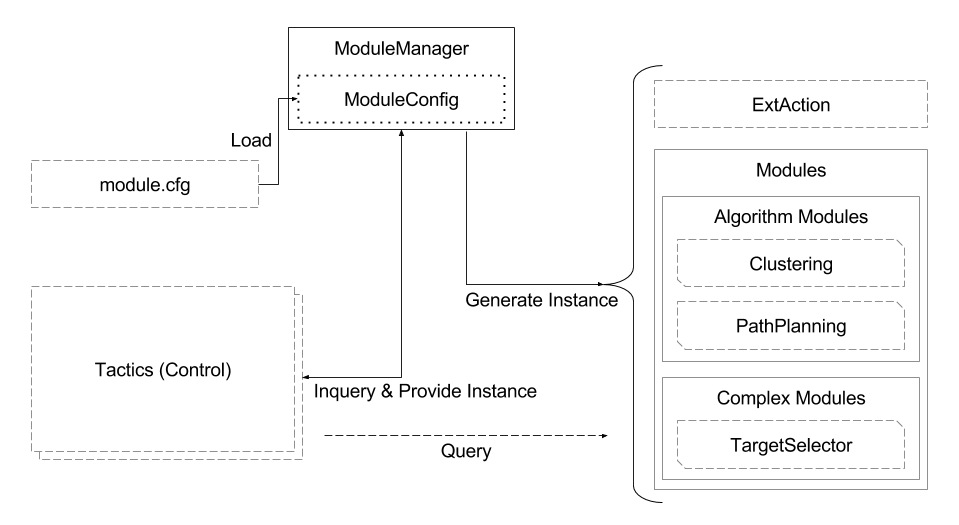 ModuleManager
ModuleConfig
Load
module.cfg
Tactics (Control)
Inquery & Provide Instance
Query
Generate Instance
ExtAction
Modules
Algorithm Modules
Clustering
PathPlanning
Complex Modules
TargetSelector